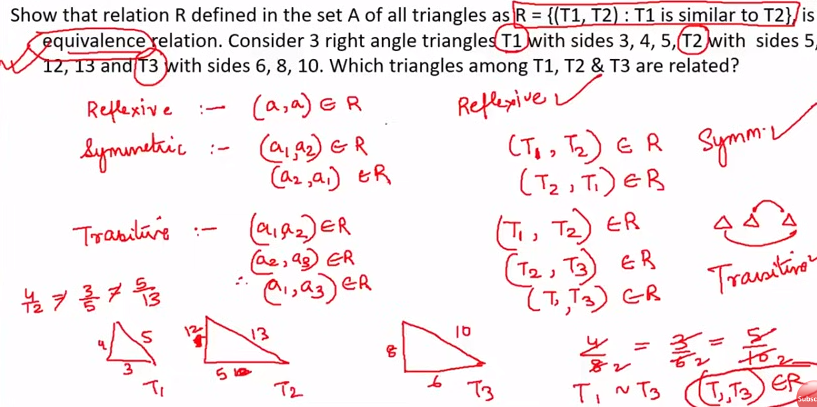 Show that relation R defined in the set A of all triangles as R = {(T1, T2) : T1 is similar to T2}, is
equivalence relation. Consider 3 right angle triangles T1 with sides 3, 4, 5, T2 with sides 5,
12, 13 and T3 with sides 6, 8, 10. Which triangles among T1, T2 & T3 are related?
Reflexive :- (a,a) ∈ R
Reflexive ✓
Symmetric :- (a₁,a₂) ∈ R
(a₂,a₁) ∈R
(T₁, T₂) ∈ R
(T₂, T₁) ∈ R
Symm. ✓
Trasitive :- (a₁,a₂) ∈R
(a₂,a₃) ∈R
∴ (a₁,a₃) ∈R
(T₁, T₂) ∈R
(T₂, T₃) ∈R
(T, T₃) ∈R
Transitive
4/12 ≠ 3/5 ≠ 5/13
4 5
3
T₁
12 13
5
T₂
8 10
6
T₃
4/8 2 = 3/6 2 = 5/10 2
T₁ ~ T₃ (T₁,T₃) ∈R
Subsc